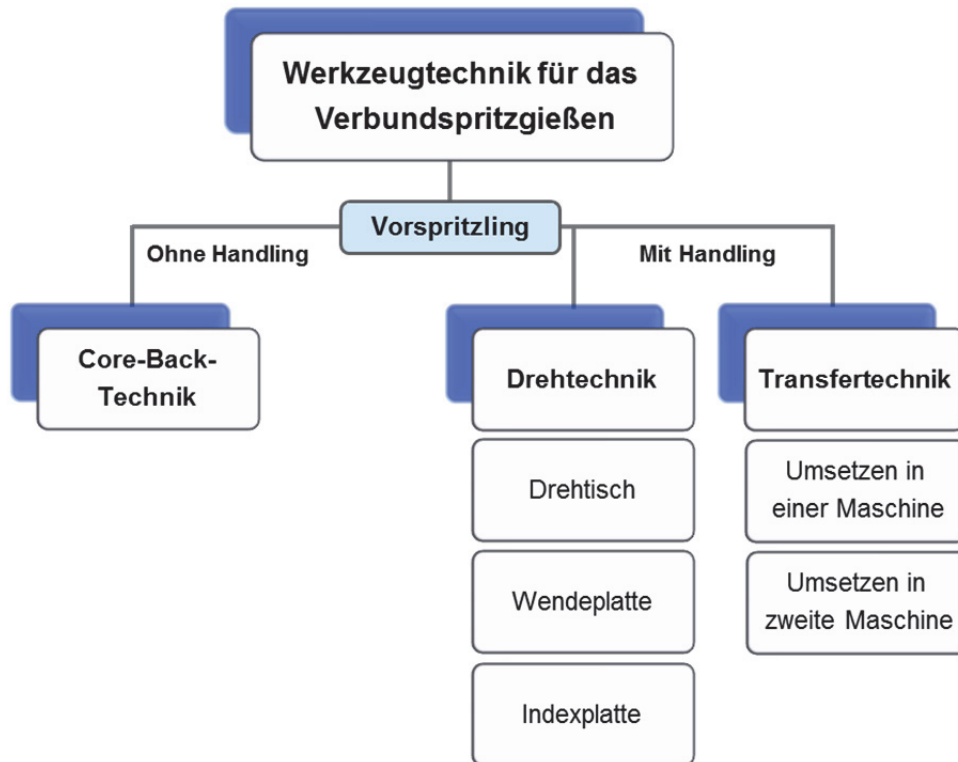 Werkzeugtechnik für das
Verbundspritzgießen
Vorspritzling
Ohne Handling
Mit Handling
Core-Back-
Technik
Drehtechnik
Drehtisch
Wendeplatte
Indexplatte
Transfertechnik
Umsetzen in
einer Maschine
Umsetzen in
zweite Maschine